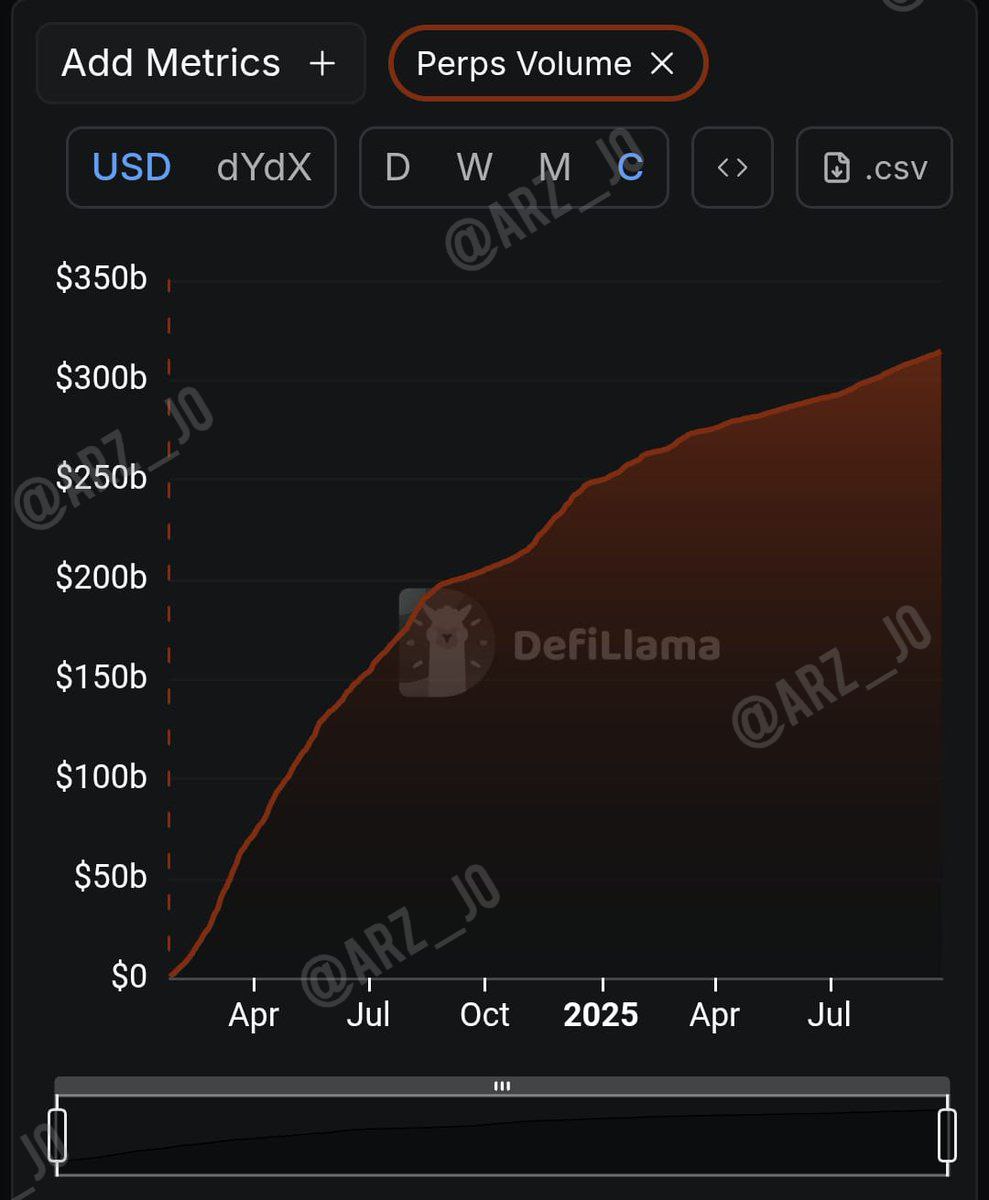 Add Metrics +
Perps Volume ×
USD dYdX D W M C <> .csv
@ARZ_JO
$350b
$300b
@ARZ_JO
$250b
$200b
DefiLlama
@ARZ_JO
$150b
$100b
$50b
@ARZ_JO
$0
Apr Jul Oct 2025 Apr Jul
_JO